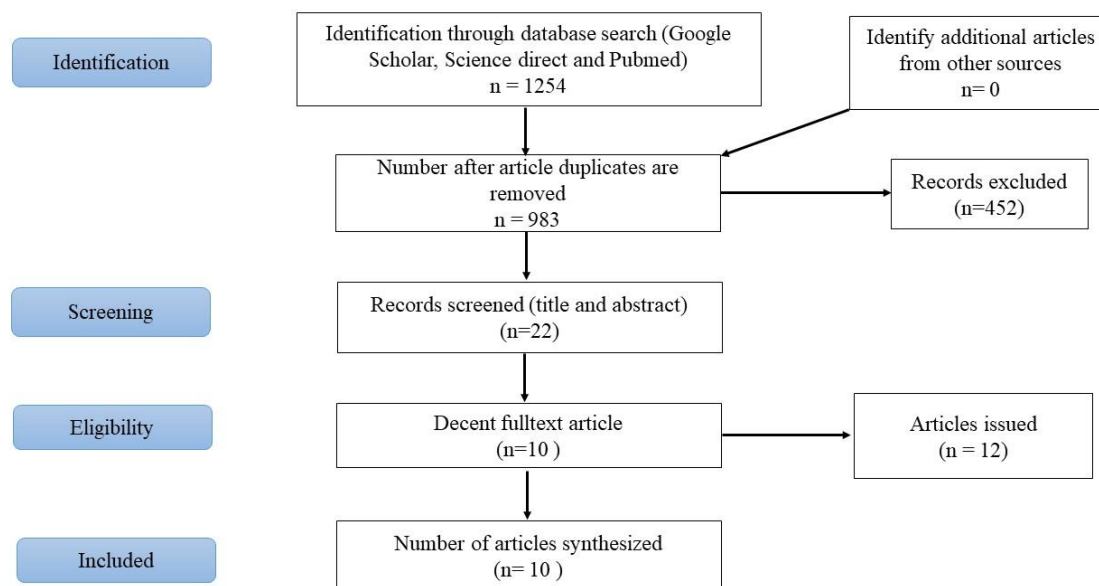 Identification
Identification through database search (Google
Scholar, Science direct and Pubmed)
n = 1254
Identify additional articles
from other sources
n= 0
Number after article duplicates are
removed
n = 983
Records excluded
(n=452)
Screening
Records screened (title and abstract)
(n=22)
Eligibility
Decent fulltext article
(n=10 )
Articles issued
(n = 12)
Included
Number of articles synthesized
(n= 10 )